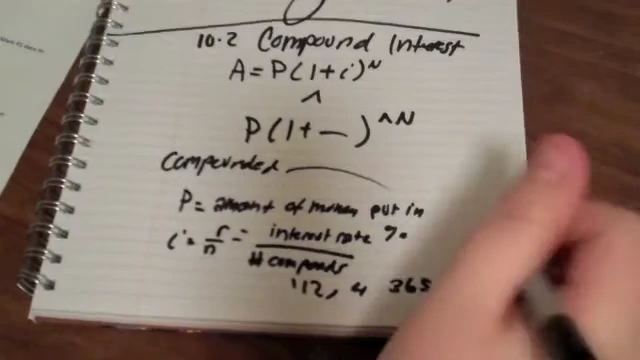 10.2 Compound Interest
A = P(1+i)^N
^
P(1+ — )^N
Compounded
P = amount of money put in
i = r/n = interest rate %
# compounds
12, 4 365